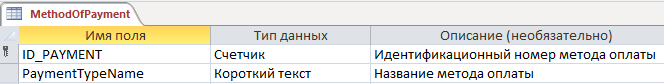 MethodOfPayment
Имя поля Тип данных Описание (необязательно)
ID_PAYMENT Счетчик Идентификационный номер метода оплаты
PaymentTypeName Короткий текст Название метода оплаты